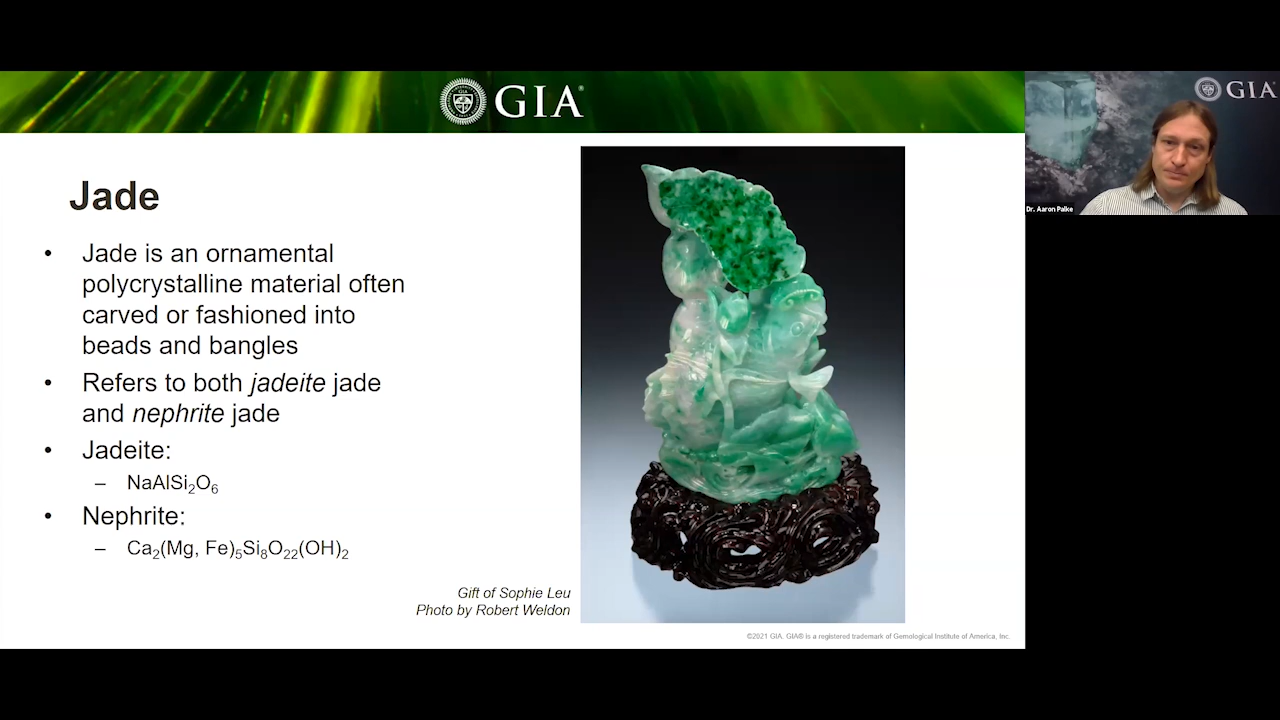 GIA®
GIA
Dr. Aaron Palke
Jade
• Jade is an ornamental
polycrystalline material often
carved or fashioned into
beads and bangles
• Refers to both jadeite jade
and nephrite jade
• Jadeite:
– NaAlSi₂O₆
• Nephrite:
– Ca₂(Mg, Fe)₅Si₈O₂₂(OH)₂
Gift of Sophie Leu
Photo by Robert Weldon
©2021 GIA. GIA® is a registered trademark of Gemological Institute of America, Inc.